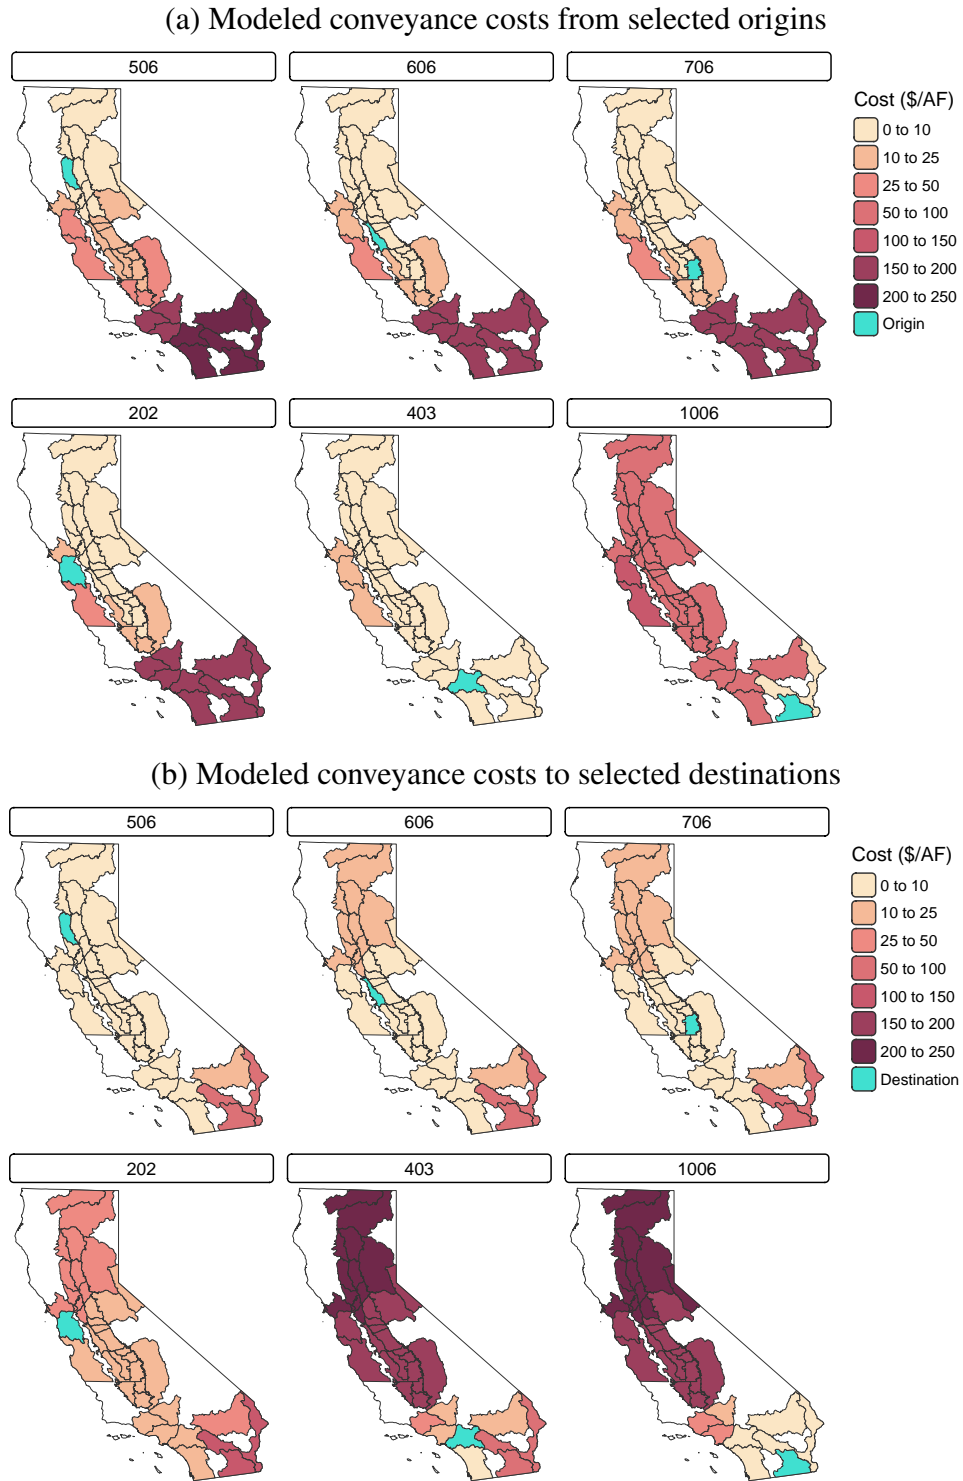 (a) Modeled conveyance costs from selected origins
506
606
706
Cost ($/AF)
0 to 10
10 to 25
25 to 50
50 to 100
100 to 150
150 to 200
200 to 250
Origin
202
403
1006
(b) Modeled conveyance costs to selected destinations
506
606
706
Cost ($/AF)
0 to 10
10 to 25
25 to 50
50 to 100
100 to 150
150 to 200
200 to 250
Destination
202
403
1006